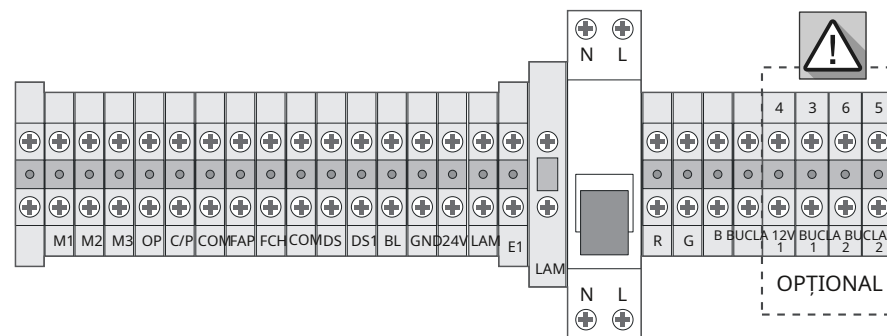 N L
4 3 6 5
M1 M2 M3 OP C/P COM FAP FCH COM DS DS1 BL GND 24V LAM E1
LAM
R G B BUCLA 1 12V BUCLA 1 BUCLA 2 BUCLA 2
N L
OPȚIONAL